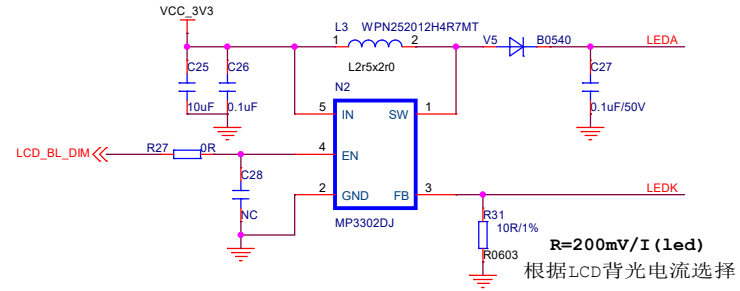 VCC_3V3
L3 WPN252012H4R7MT
1 2
V5 B0540 LEDA
L2r5x2r0
C25 C26 C27
10uF 0.1uF 0.1uF/50V
N2
5 IN SW 1
LCD_BL_DIM R27 0R 4 EN
C28
NC
2 GND FB 3 LEDK
MP3302DJ
R31
10R/1%
R0603
R=200mV/I(led)
根据LCD背光电流选择